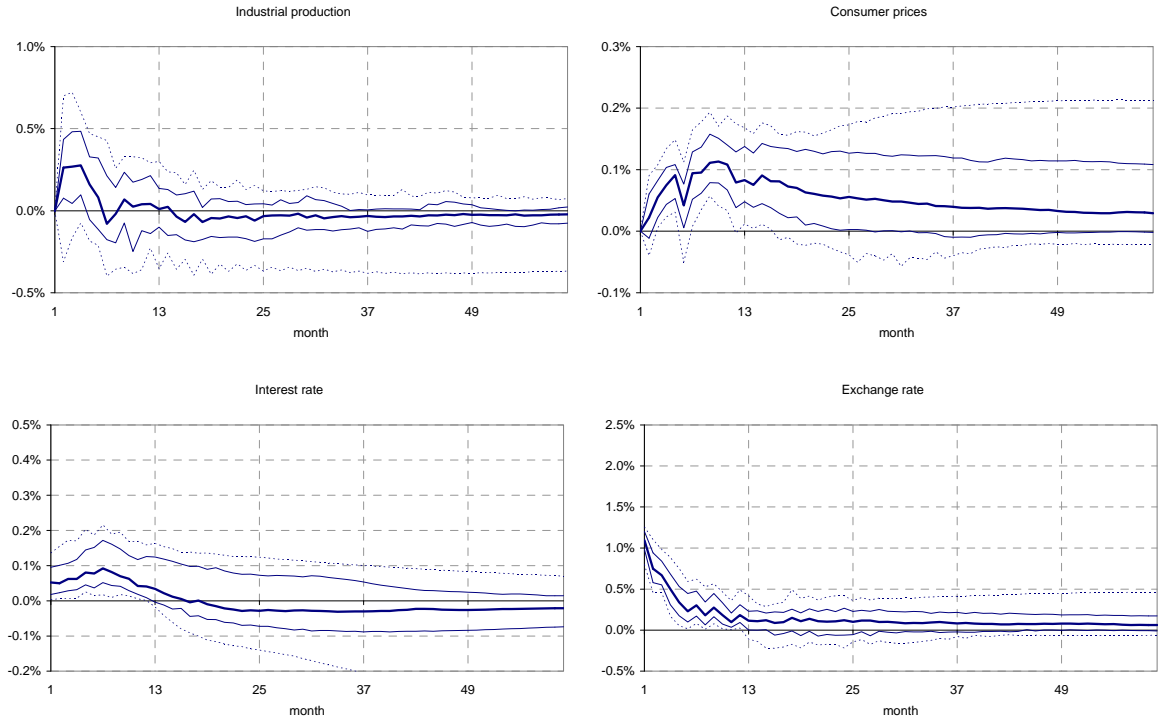 Industrial production
1.0%
0.5%
0.0%
-0.5%
1 13 25 37 49
month
Consumer prices
0.3%
0.2%
0.1%
0.0%
-0.1%
1 13 25 37 49
month
Interest rate
0.5%
0.4%
0.3%
0.2%
0.1%
0.0%
-0.1%
-0.2%
1 13 25 37 49
month
Exchange rate
2.5%
2.0%
1.5%
1.0%
0.5%
0.0%
-0.5%
1 13 25 37 49
month